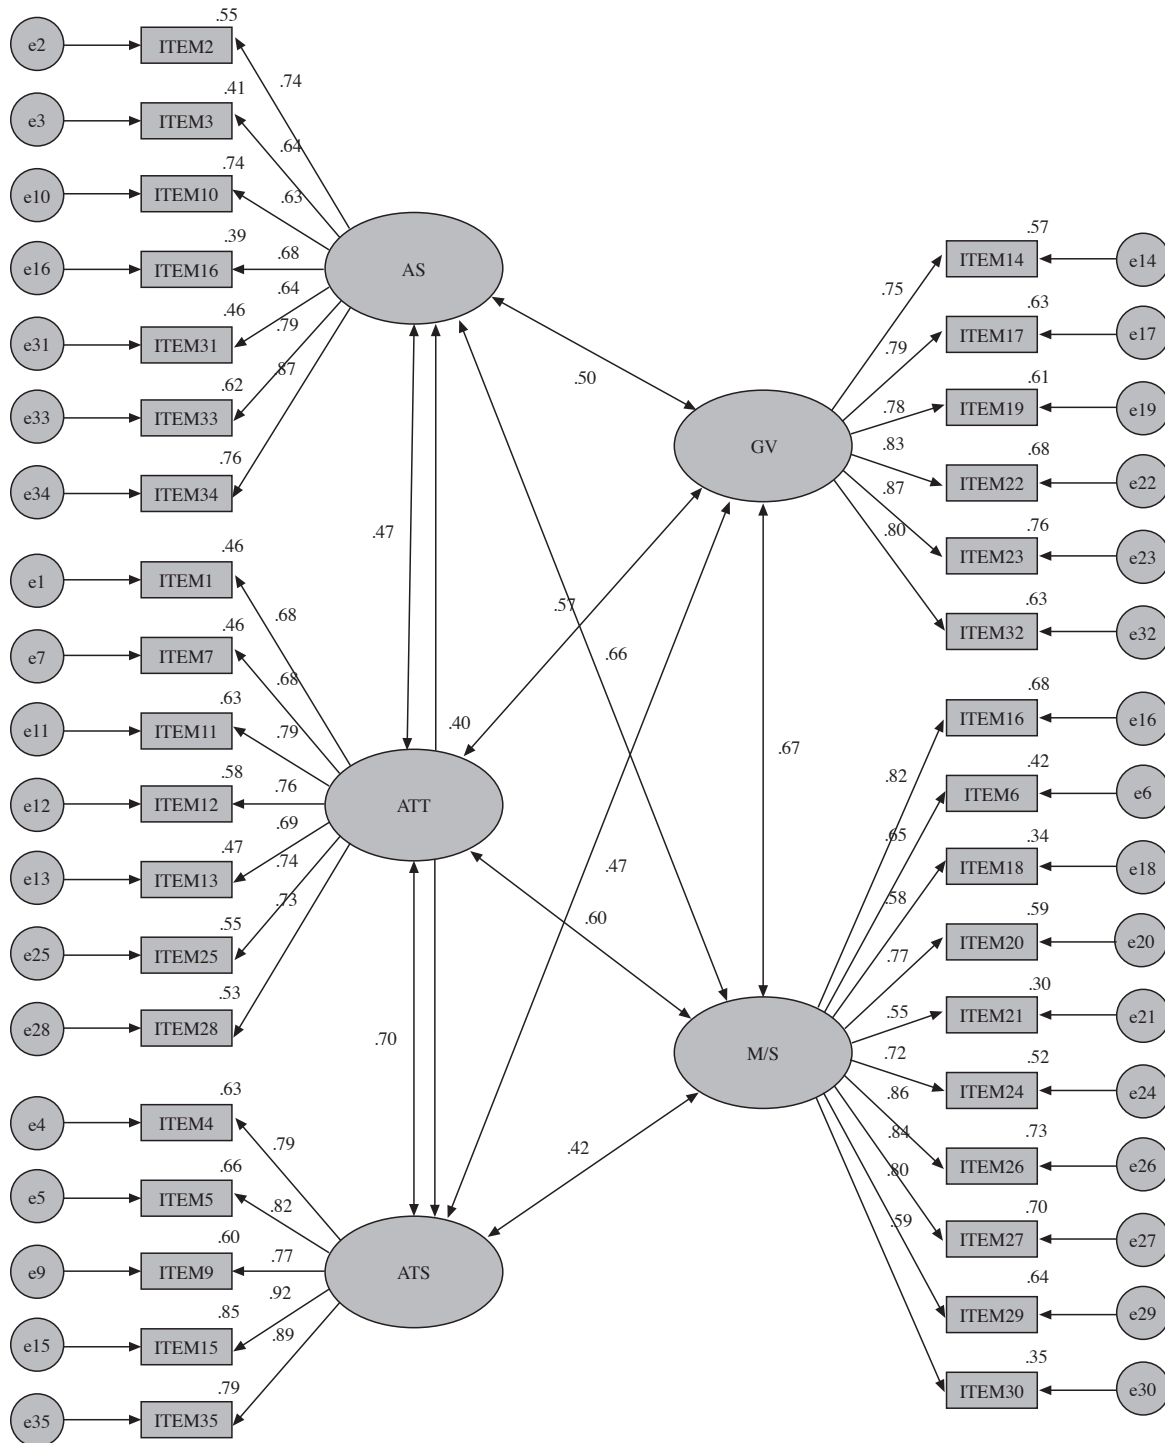 .55
e2 ITEM2
.74
.41
e3 ITEM3
.64
.74
e10 ITEM10
.63
.39
e16 ITEM16
.68
.64
.46
e31 ITEM31
.79
.62
e33 ITEM33
.87
.76
e34 ITEM34
AS
.50
.57
ITEM14 e14
.75
.63
ITEM17 e17
.79
.61
ITEM19 e19
.78
.68
ITEM22 e22
.83
.76
ITEM23 e23
.87
.63
ITEM32 e32
.80
GV
.47
.57
.66
.40
.67
.46
e1 ITEM1
.68
.46
e7 ITEM7
.68
.63
e11 ITEM11
.79
.58
e12 ITEM12
.76
.69
.47
e13 ITEM13
.74
.55
e25 ITEM25
.73
.53
e28 ITEM28
ATT
.47
.60
.70
.42
.68
ITEM16 e16
.82
.42
ITEM6 e6
.65
.34
ITEM18 e18
.58
.59
ITEM20 e20
.77
.30
ITEM21 e21
.55
.52
ITEM24 e24
.72
.86
.73
ITEM26 e26
.84
.80
.70
ITEM27 e27
.59
.64
ITEM29 e29
.35
ITEM30 e30
M/S
.63
e4 ITEM4
.79
.66
e5 ITEM5
.82
.60
e9 ITEM9
.77
.92
.85
e15 ITEM15
.89
.79
e35 ITEM35
ATS